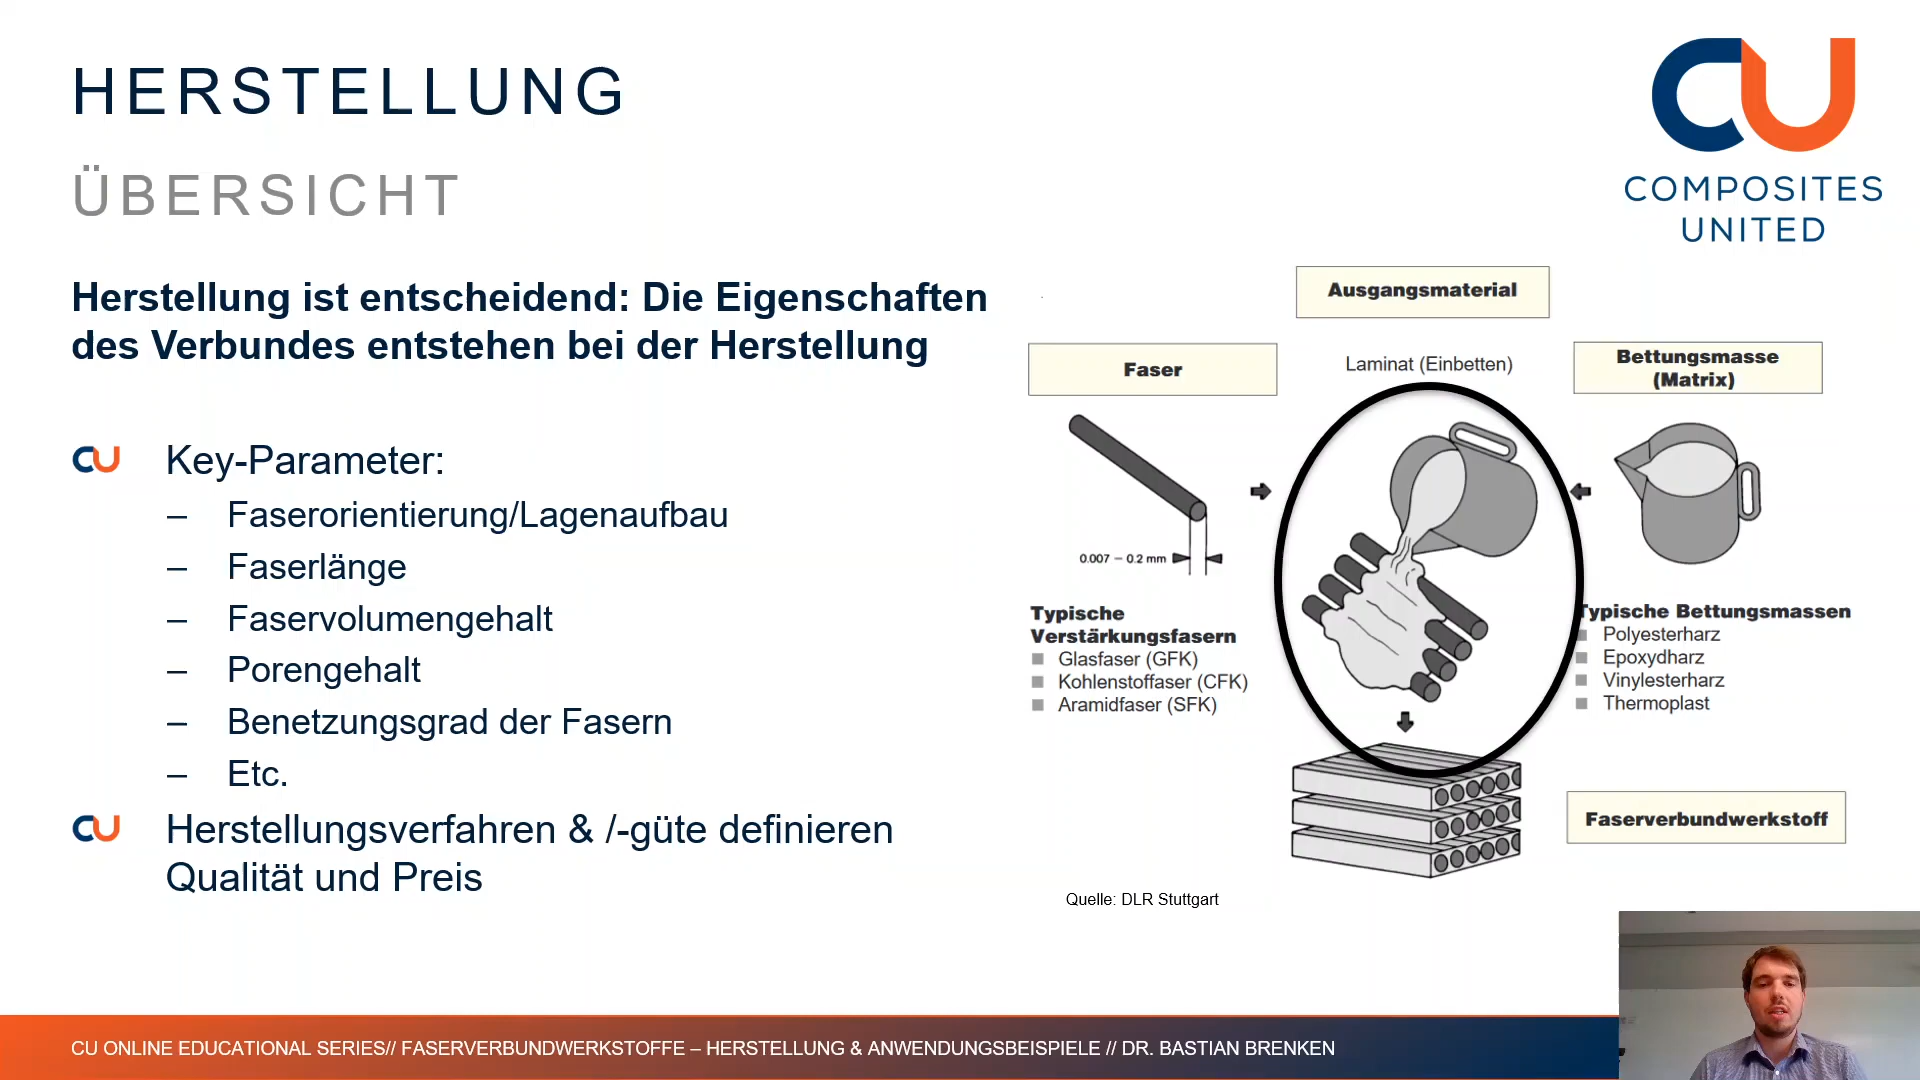 HERSTELLUNG
ÜBERSICHT
CU
COMPOSITES
UNITED
Herstellung ist entscheidend: Die Eigenschaften
des Verbundes entstehen bei der Herstellung
CU Key-Parameter:
– Faserorientierung/Lagenaufbau
– Faserlänge
– Faservolumengehalt
– Porengehalt
– Benetzungsgrad der Fasern
– Etc.
CU Herstellungsverfahren & /-güte definieren
Qualität und Preis
Ausgangsmaterial
Faser
Laminat (Einbetten)
Bettungsmasse
(Matrix)
0.007 – 0.2 mm
Typische
Verstärkungsfasern
Glasfaser (GFK)
Kohlenstoffaser (CFK)
Aramidfaser (SFK)
Typische Bettungsmassen
Polyesterharz
Epoxydharz
Vinylesterharz
Thermoplast
Faserverbundwerkstoff
Quelle: DLR Stuttgart
CU ONLINE EDUCATIONAL SERIES// FASERVERBUNDWERKSTOFFE – HERSTELLUNG & ANWENDUNGSBEISPIELE // DR. BASTIAN BRENKEN